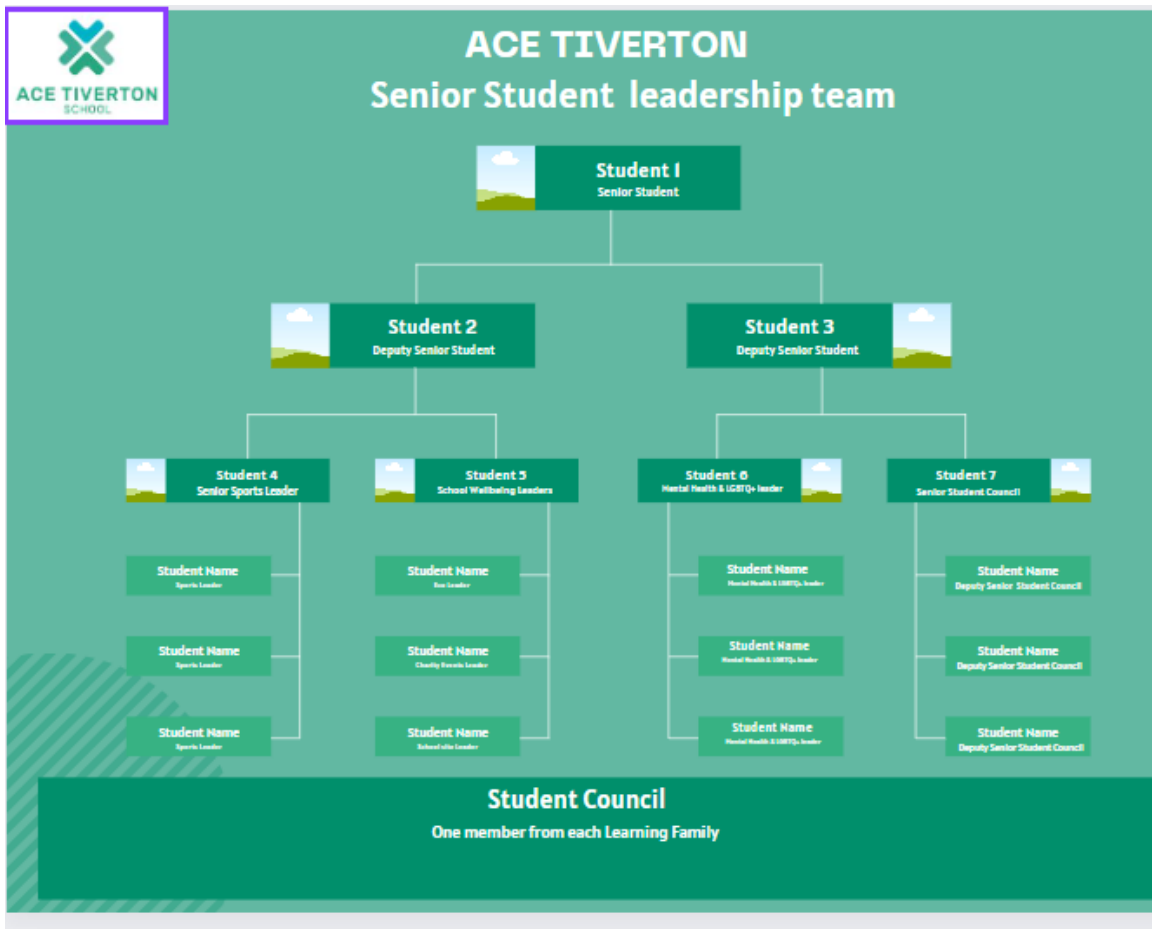 ACE TIVERTON
SCHOOL
ACE TIVERTON
Senior Student leadership team
Student 1
Senior Student
Student 2
Deputy Senior Student
Student 3
Deputy Senior Student
Student 4
Senior Sports Leader
Student 5
School Wellbeing Leaders
Student 6
Mental Health & LGBTQ+ leader
Student 7
Senior Student Council
Student Name
Sports Leader
Student Name
Eco Leader
Student Name
Mental Health & LGBTQ+ leader
Student Name
Deputy Senior Student Council
Student Name
Sports Leader
Student Name
Charity Events Leader
Student Name
Mental Health & LGBTQ+ leader
Student Name
Deputy Senior Student Council
Student Name
Sports Leader
Student Name
School site Leader
Student Name
Mental Health & LGBTQ+ leader
Student Name
Deputy Senior Student Council
Student Council
One member from each Learning Family